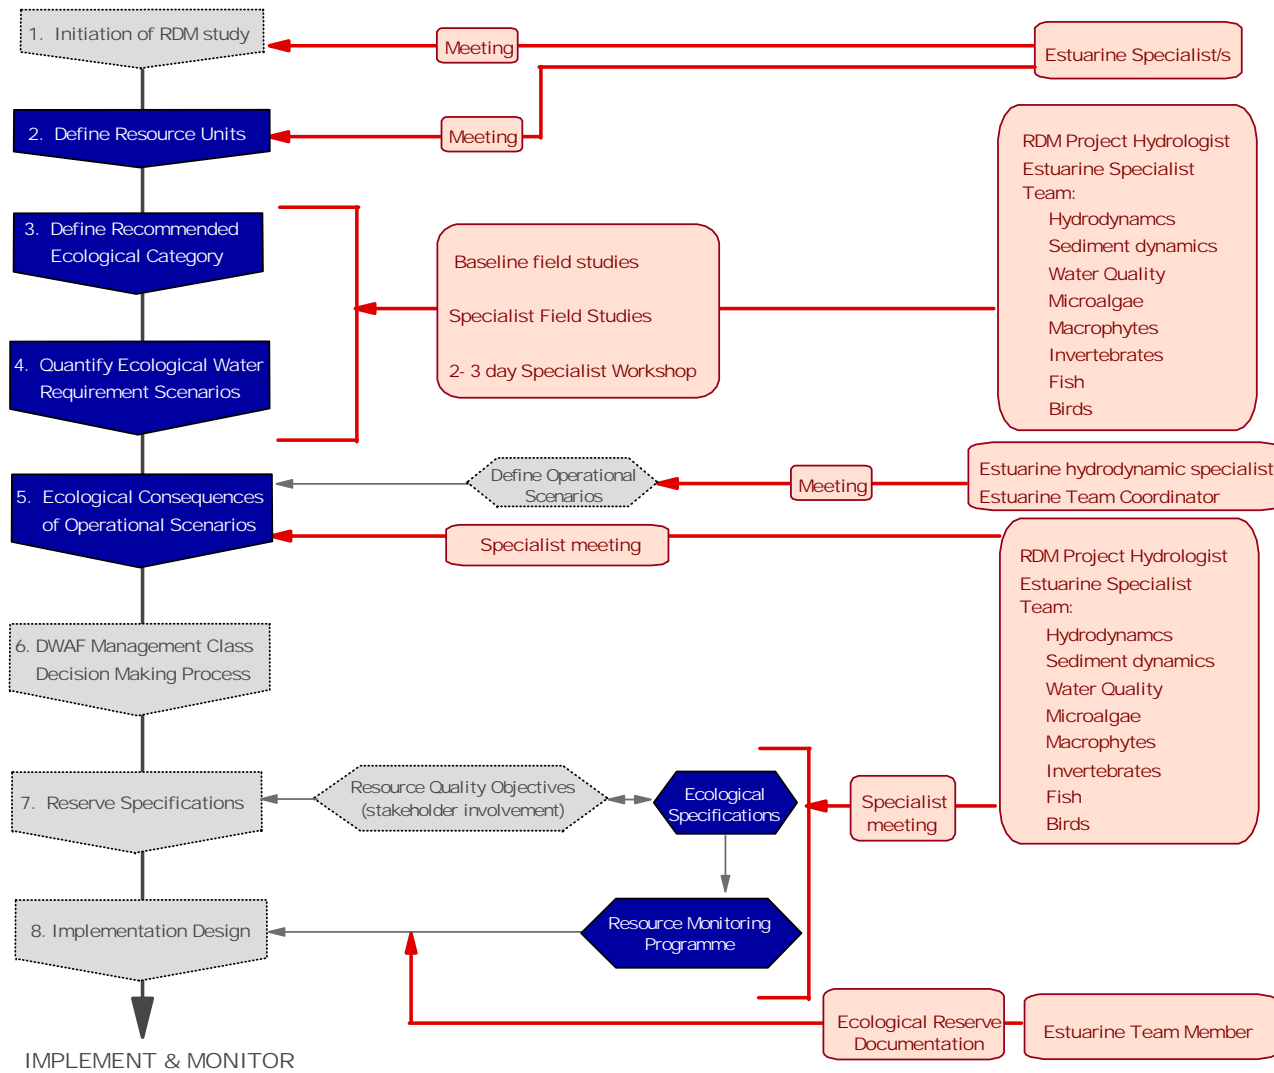 1. Initiation of RDM study
Meeting
Estuarine Specialist/s
2. Define Resource Units
Meeting
RDM Project Hydrologist
Estuarine Specialist
Team:
Hydrodynamcs
Sediment dynamics
Water Quality
Microalgae
Macrophytes
Invertebrates
Fish
Birds
3. Define Recommended
Ecological Category
Baseline field studies
Specialist Field Studies
2- 3 day Specialist Workshop
4. Quantify Ecological Water
Requirement Scenarios
5. Ecological Consequences
of Operational Scenarios
Define Operational
Scenarios
Meeting
Estuarine hydrodynamic specialist
Estuarine Team Coordinator
Specialist meeting
RDM Project Hydrologist
Estuarine Specialist
Team:
Hydrodynamcs
Sediment dynamics
Water Quality
Microalgae
Macrophytes
Invertebrates
Fish
Birds
6. DWAF Management Class
Decision Making Process
7. Reserve Specifications
Resource Quality Objectives
(stakeholder involvement)
Ecological
Specifications
Specialist
meeting
8. Implementation Design
Resource Monitoring
Programme
Ecological Reserve
Documentation
Estuarine Team Member
IMPLEMENT & MONITOR